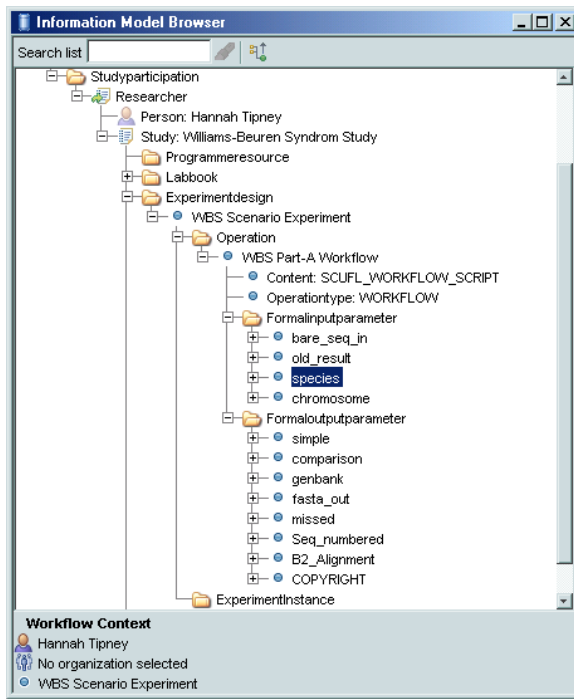 Information Model Browser
Search list
Studyparticipation
Researcher
Person: Hannah Tipney
Study: Williams-Beuren Syndrom Study
Programmeresource
Labbook
Experimentdesign
WBS Scenario Experiment
Operation
WBS Part-A Workflow
Content: SCUFL_WORKFLOW_SCRIPT
Operationtype: WORKFLOW
Formalinputparameter
bare_seq_in
old_result
species
chromosome
Formaloutputparameter
simple
comparison
genbank
fasta_out
missed
Seq_numbered
B2_Alignment
COPYRIGHT
ExperimentInstance
Workflow Context
Hannah Tipney
No organization selected
WBS Scenario Experiment